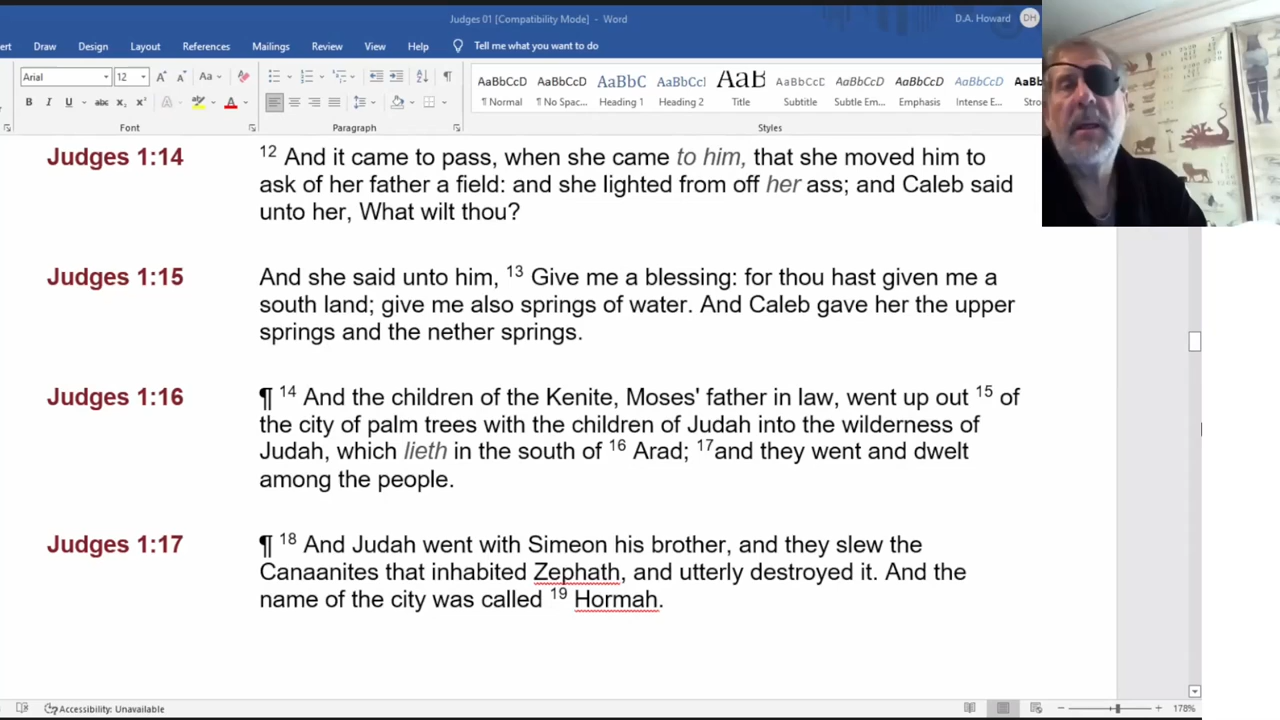 Judges 01 [Compatibility Mode] - Word
D.A. Howard DH
ert Draw Design Layout References Mailings Review View Help Tell me what you want to do
Arial 12 Aa
AaBbCcD AaBbCcD AaBbC AaBbCcI AaB AaBbCcD AaBbCcD AaBbCcD AaBbCcD AaBb
B I U abc x₂ x² A A
¶ Normal ¶ No Spac... Heading 1 Heading 2 Title Subtitle Subtle Em... Emphasis Intense E... Stro
Font Paragraph Styles
Judges 1:14
12 And it came to pass, when she came to him, that she moved him to
ask of her father a field: and she lighted from off her ass; and Caleb said
unto her, What wilt thou?
Judges 1:15
And she said unto him, 13 Give me a blessing: for thou hast given me a
south land; give me also springs of water. And Caleb gave her the upper
springs and the nether springs.
Judges 1:16
¶ 14 And the children of the Kenite, Moses' father in law, went up out 15 of
the city of palm trees with the children of Judah into the wilderness of
Judah, which lieth in the south of 16 Arad; 17and they went and dwelt
among the people.
Judges 1:17
¶ 18 And Judah went with Simeon his brother, and they slew the
Canaanites that inhabited Zephath, and utterly destroyed it. And the
name of the city was called 19 Hormah.
Accessibility: Unavailable
178%